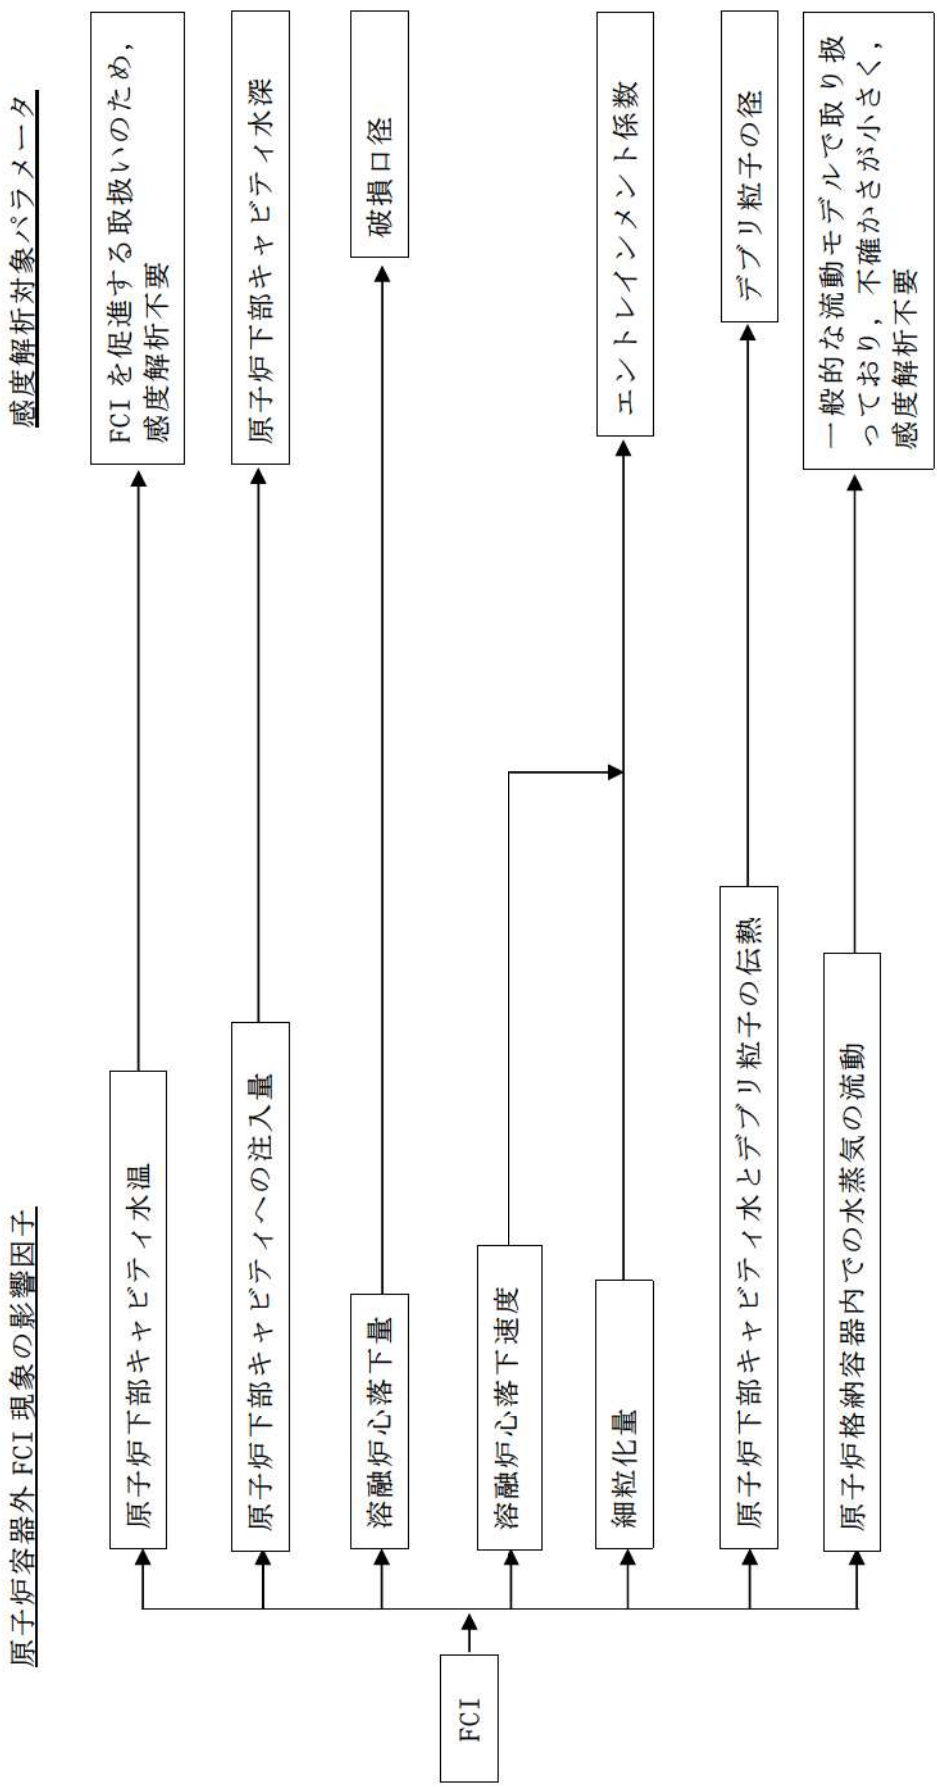 原子炉容器外 FCI 現象の影響因子
感度解析対象パラメータ
FCI
原子炉下部キャビティ水温
FCI を促進する取扱いのため，
感度解析不要
原子炉下部キャビティへの注入量
原子炉下部キャビティ水深
溶融炉心落下量
破損口径
溶融炉心落下速度
細粒化量
エントレインメント係数
原子炉下部キャビティ水とデブリ粒子の伝熱
デブリ粒子の径
原子炉格納容器内での水蒸気の流動
一般的な流動モデルで取り扱
っており，不確かさが小さく，
感度解析不要